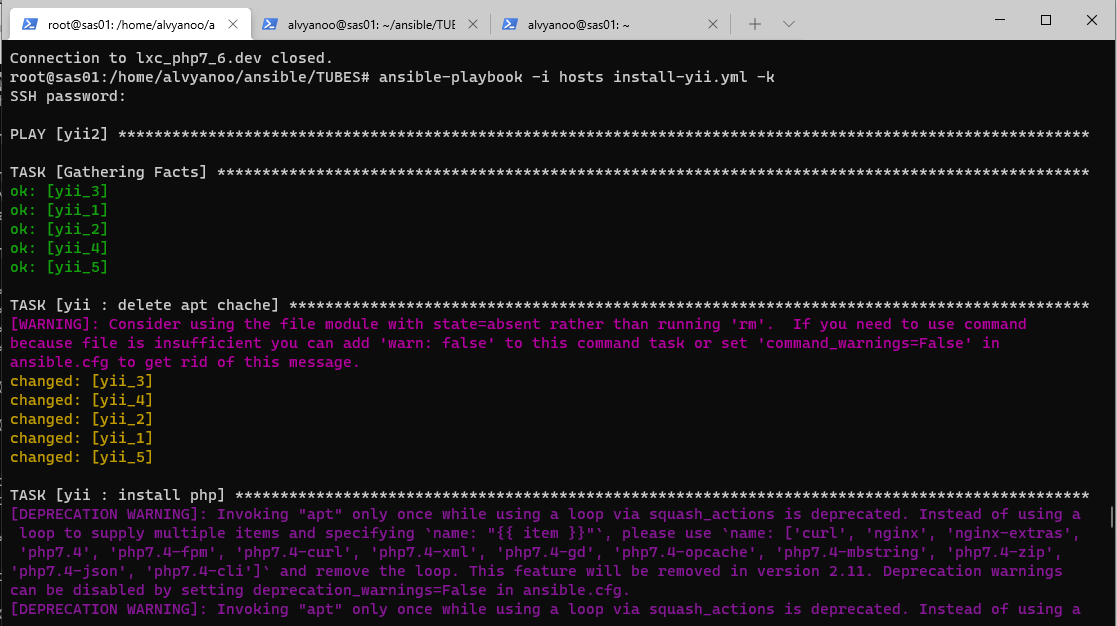 root@sas01: /home/alvyanoo/a
alvyanoo@sas01: ~/ansible/TUE
alvyanoo@sas01: ~
Connection to lxc_php7_6.dev closed.
root@sas01:/home/alvyanoo/ansible/TUBES# ansible-playbook -i hosts install-yii.yml -k
SSH password:
PLAY [yii2] ************************************************************************************************************
TASK [Gathering Facts] *************************************************************************************************
ok: [yii_3]
ok: [yii_1]
ok: [yii_2]
ok: [yii_4]
ok: [yii_5]
TASK [yii : delete apt chache] *****************************************************************************************
[WARNING]: Consider using the file module with state=absent rather than running 'rm'.  If you need to use command
because file is insufficient you can add 'warn: false' to this command task or set 'command_warnings=False' in
ansible.cfg to get rid of this message.
changed: [yii_3]
changed: [yii_4]
changed: [yii_2]
changed: [yii_1]
changed: [yii_5]
TASK [yii : install php] ***********************************************************************************************
[DEPRECATION WARNING]: Invoking "apt" only once while using a loop via squash_actions is deprecated. Instead of using a
loop to supply multiple items and specifying `name: "{{ item }}"`, please use `name: ['curl', 'nginx', 'nginx-extras',
'php7.4', 'php7.4-fpm', 'php7.4-curl', 'php7.4-xml', 'php7.4-gd', 'php7.4-opcache', 'php7.4-mbstring', 'php7.4-zip',
'php7.4-json', 'php7.4-cli']` and remove the loop. This feature will be removed in version 2.11. Deprecation warnings
can be disabled by setting deprecation_warnings=False in ansible.cfg.
[DEPRECATION WARNING]: Invoking "apt" only once while using a loop via squash_actions is deprecated. Instead of using a